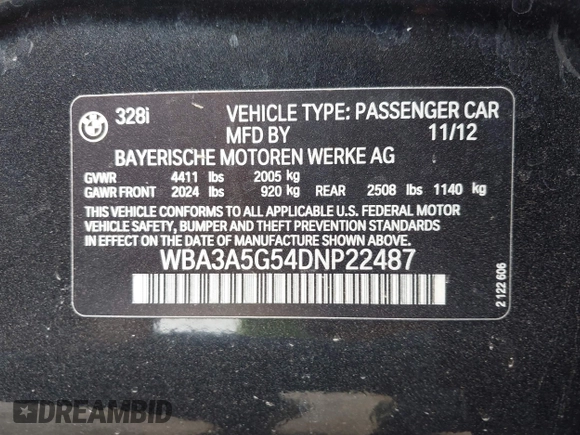 328i VEHICLE TYPE: PASSENGER CAR
MFD BY 11/12
BAYERISCHE MOTOREN WERKE AG
GVWR 4411 lbs 2005 kg
GAWR FRONT 2024 lbs 920 kg REAR 2508 lbs 1140 kg
THIS VEHICLE CONFORMS TO ALL APPLICABLE U.S. FEDERAL MOTOR
VEHICLE SAFETY, BUMPER AND THEFT PREVENTION STANDARDS
IN EFFECT ON THE DATE OF MANUFACTURE SHOWN ABOVE.
WBA3A5G54DNP22487
2 122 606
DREAMBID